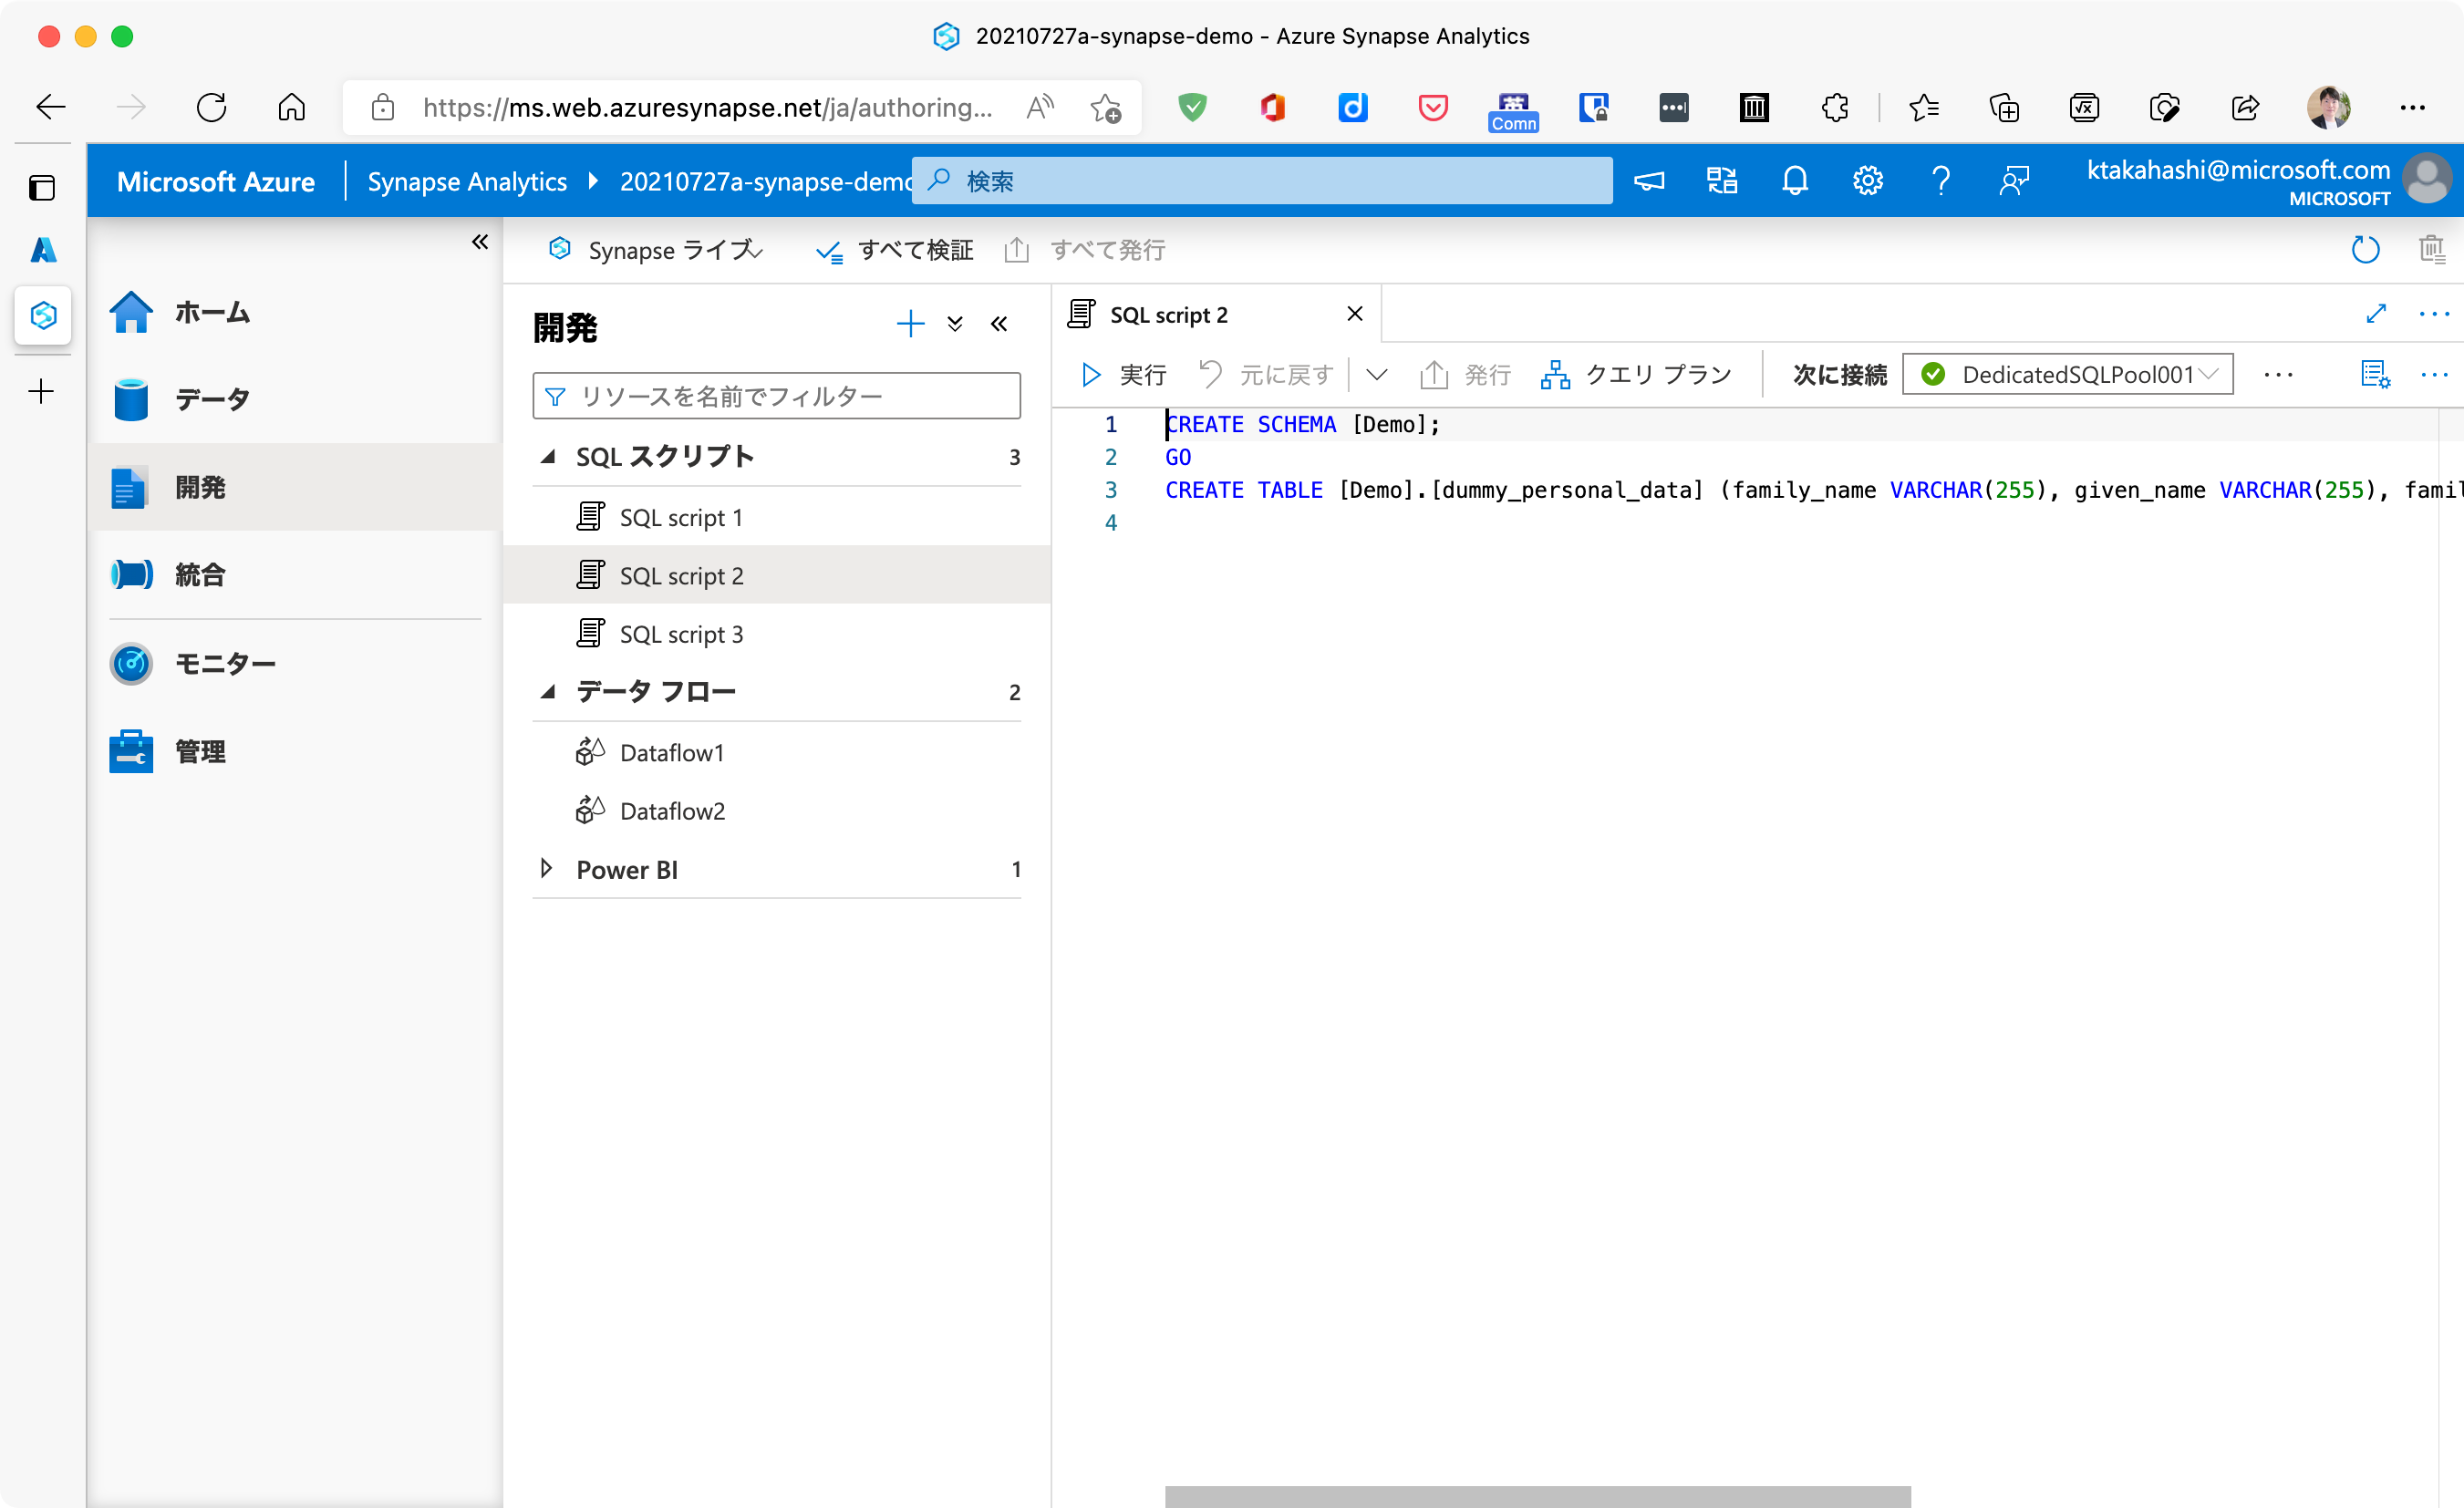 20210727a-synapse-demo - Azure Synapse Analytics
https://ms.web.azuresynapse.net/ja/authoring...
英
Comn
Microsoft Azure
Synapse Analytics
20210727a-synapse-demo
検索
ktakahashi@microsoft.com
MICROSOFT
Synapse ライブ
すべて検証
すべて発行
ホーム
データ
開発
統合
モニター
管理
開発
リソースを名前でフィルター
SQL スクリプト 3
SQL script 1
SQL script 2
SQL script 3
データ フロー 2
Dataflow1
Dataflow2
Power BI 1
SQL script 2
実行
元に戻す
発行
クエリ プラン
次に接続
DedicatedSQLPool001
1 CREATE SCHEMA [Demo];
2 GO
3 CREATE TABLE [Demo].[dummy_personal_data] (family_name VARCHAR(255), given_name VARCHAR(255), famil
4